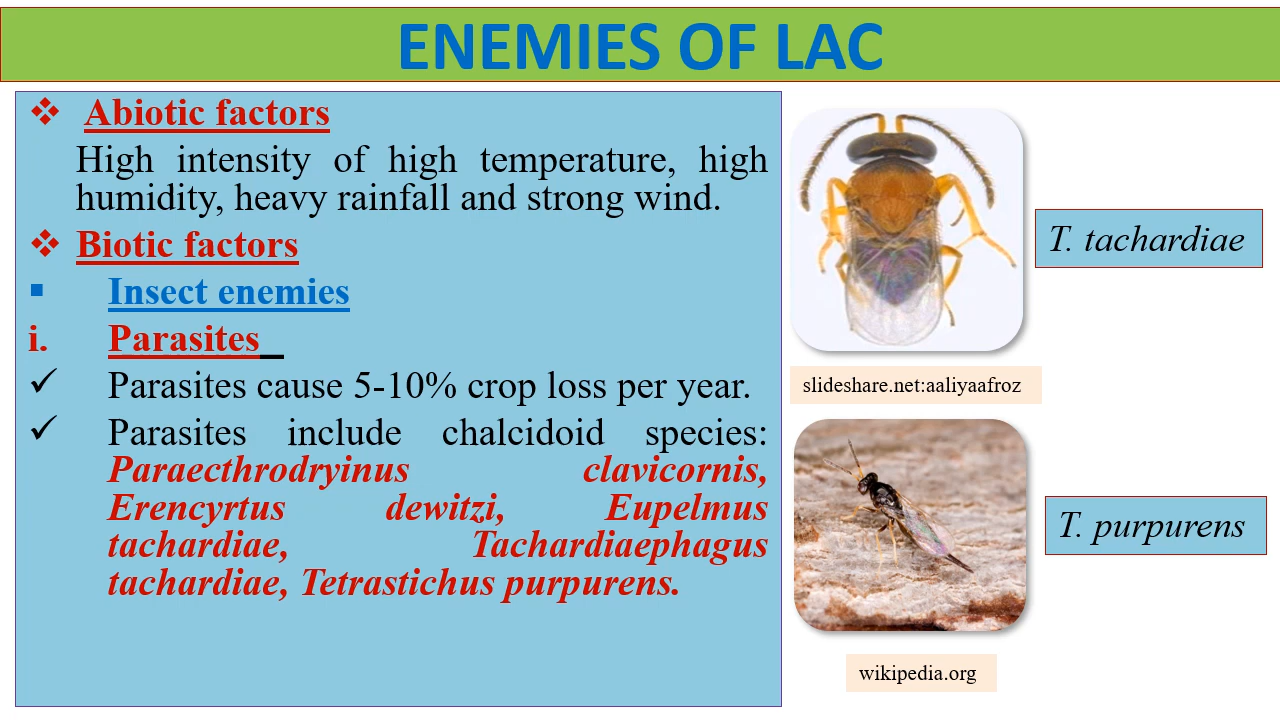 ENEMIES OF LAC
❖ Abiotic factors
High intensity of high temperature, high
humidity, heavy rainfall and strong wind.
❖ Biotic factors
▪ Insect enemies
i. Parasites
✓ Parasites cause 5-10% crop loss per year.
✓ Parasites include chalcidoid species:
Paraecthrodryinus clavicornis,
Erencyrtus dewitzi, Eupelmus
tachardiae, Tachardiaephagus
tachardiae, Tetrastichus purpurens.
T. tachardiae
slideshare.net:aaliyaafroz
T. purpurens
wikipedia.org